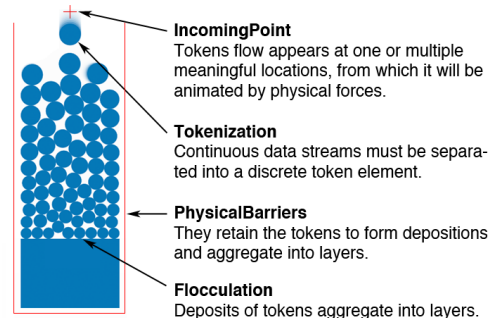 IncomingPoint
Tokens flow appears at one or multiple
meaningful locations, from which it will be
animated by physical forces.
Tokenization
Continuous data streams must be separa-
ted into a discrete token element.
PhysicalBarriers
They retain the tokens to form depositions
and aggregate into layers.
Flocculation
Deposits of tokens aggregate into layers.